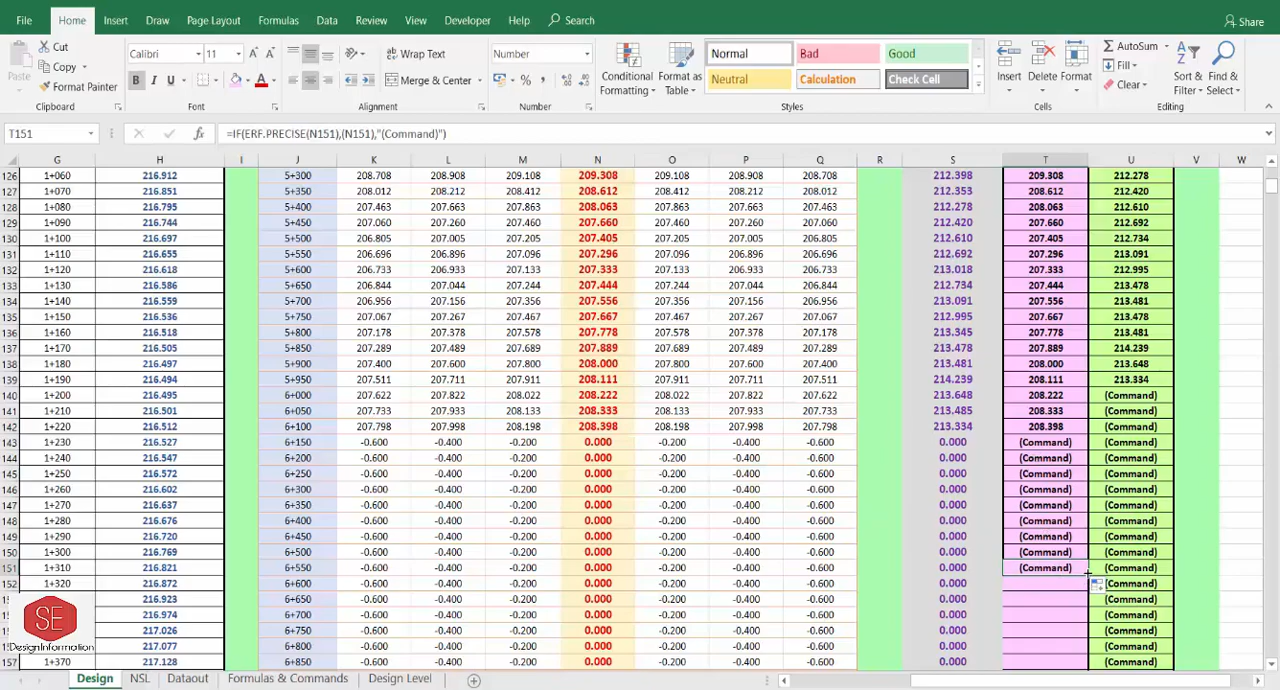 File Home Insert Draw Page Layout Formulas Data Review View Developer Help Search Share
Paste Cut Copy Format Painter Clipboard
Calibri 11 B I U Font
Wrap Text Merge & Center Alignment
Number % Number
Conditional Formatting Format as Table Normal Bad Good Neutral Calculation Check Cell Styles
Insert Delete Format Cells
AutoSum Fill Clear Sort & Filter Find & Select Editing
T151 fx =IF(ERF.PRECISE(N151),(N151),"(Command)")
G H I J K L M N O P Q R S T U V W
126 1+060 216.912 5+300 208.708 208.908 209.108 209.308 209.108 208.908 208.708 212.398 209.308 212.278
127 1+070 216.851 5+350 208.012 208.212 208.412 208.612 208.412 208.212 208.012 212.353 208.612 212.420
128 1+080 216.795 5+400 207.463 207.663 207.863 208.063 207.863 207.663 207.463 212.278 208.063 212.610
129 1+090 216.744 5+450 207.060 207.260 207.460 207.660 207.460 207.260 207.060 212.420 207.660 212.692
130 1+100 216.697 5+500 206.805 207.005 207.205 207.405 207.205 207.005 206.805 212.610 207.405 212.734
131 1+110 216.655 5+550 206.696 206.896 207.096 207.296 207.096 206.896 206.696 212.692 207.296 213.091
132 1+120 216.618 5+600 206.733 206.933 207.133 207.333 207.133 206.933 206.733 213.018 207.333 212.995
133 1+130 216.586 5+650 206.844 207.044 207.244 207.444 207.244 207.044 206.844 212.734 207.444 213.478
134 1+140 216.559 5+700 206.956 207.156 207.356 207.556 207.356 207.156 206.956 213.091 207.556 213.481
135 1+150 216.536 5+750 207.067 207.267 207.467 207.667 207.467 207.267 207.067 212.995 207.667 213.478
136 1+160 216.518 5+800 207.178 207.378 207.578 207.778 207.578 207.378 207.178 213.345 207.778 213.481
137 1+170 216.505 5+850 207.289 207.489 207.689 207.889 207.689 207.489 207.289 213.478 207.889 214.239
138 1+180 216.497 5+900 207.400 207.600 207.800 208.000 207.800 207.600 207.400 213.481 208.000 213.648
139 1+190 216.494 5+950 207.511 207.711 207.911 208.111 207.911 207.711 207.511 214.239 208.111 213.334
140 1+200 216.495 6+000 207.622 207.822 208.022 208.222 208.022 207.822 207.622 213.648 208.222 (Command)
141 1+210 216.501 6+050 207.733 207.933 208.133 208.333 208.133 207.933 207.733 213.485 208.333 (Command)
142 1+220 216.512 6+100 207.798 207.998 208.198 208.398 208.198 207.998 207.798 213.334 208.398 (Command)
143 1+230 216.527 6+150 -0.600 -0.400 -0.200 0.000 -0.200 -0.400 -0.600 0.000 (Command) (Command)
144 1+240 216.547 6+200 -0.600 -0.400 -0.200 0.000 -0.200 -0.400 -0.600 0.000 (Command) (Command)
145 1+250 216.572 6+250 -0.600 -0.400 -0.200 0.000 -0.200 -0.400 -0.600 0.000 (Command) (Command)
146 1+260 216.602 6+300 -0.600 -0.400 -0.200 0.000 -0.200 -0.400 -0.600 0.000 (Command) (Command)
147 1+270 216.637 6+350 -0.600 -0.400 -0.200 0.000 -0.200 -0.400 -0.600 0.000 (Command) (Command)
148 1+280 216.676 6+400 -0.600 -0.400 -0.200 0.000 -0.200 -0.400 -0.600 0.000 (Command) (Command)
149 1+290 216.720 6+450 -0.600 -0.400 -0.200 0.000 -0.200 -0.400 -0.600 0.000 (Command) (Command)
150 1+300 216.769 6+500 -0.600 -0.400 -0.200 0.000 -0.200 -0.400 -0.600 0.000 (Command) (Command)
151 1+310 216.821 6+550 -0.600 -0.400 -0.200 0.000 -0.200 -0.400 -0.600 0.000 (Command) (Command)
152 1+320 216.872 6+600 -0.600 -0.400 -0.200 0.000 -0.200 -0.400 -0.600 0.000 (Command)
216.923 6+650 -0.600 -0.400 -0.200 0.000 -0.200 -0.400 -0.600 0.000 (Command)
216.974 6+700 -0.600 -0.400 -0.200 0.000 -0.200 -0.400 -0.600 0.000 (Command)
217.026 6+750 -0.600 -0.400 -0.200 0.000 -0.200 -0.400 -0.600 0.000 (Command)
217.077 6+800 -0.600 -0.400 -0.200 0.000 -0.200 -0.400 -0.600 0.000 (Command)
157 1+370 217.128 6+850 -0.600 -0.400 -0.200 0.000 -0.200 -0.400 -0.600 0.000 (Command)
SE
DesignInformation
Design NSL Dataout Formulas & Commands Design Level